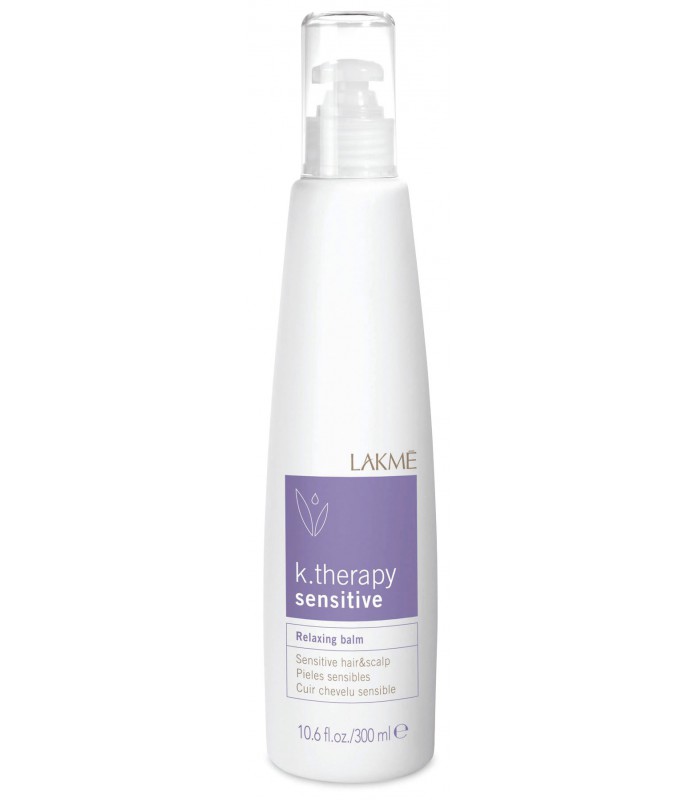 LAKMĒ
k.therapy
sensitive
Relaxing balm
Sensitive hair&scalp
Pieles sensibles
Cuir chevelu sensible
10.6 fl.oz./300 ml ℮